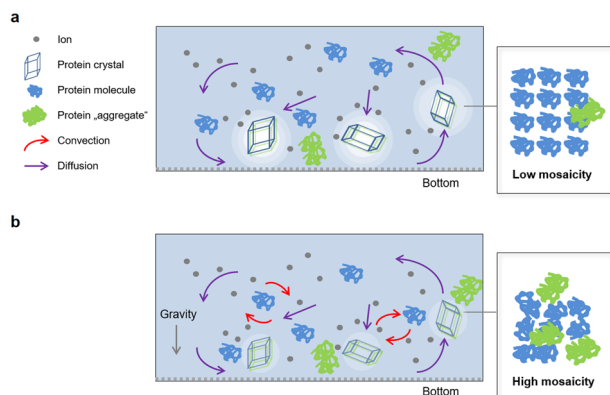 a
Ion
Protein crystal
Protein molecule
Protein „aggregate“
Convection
Diffusion
Bottom
Low mosaicity
b
Gravity
Bottom
High mosaicity